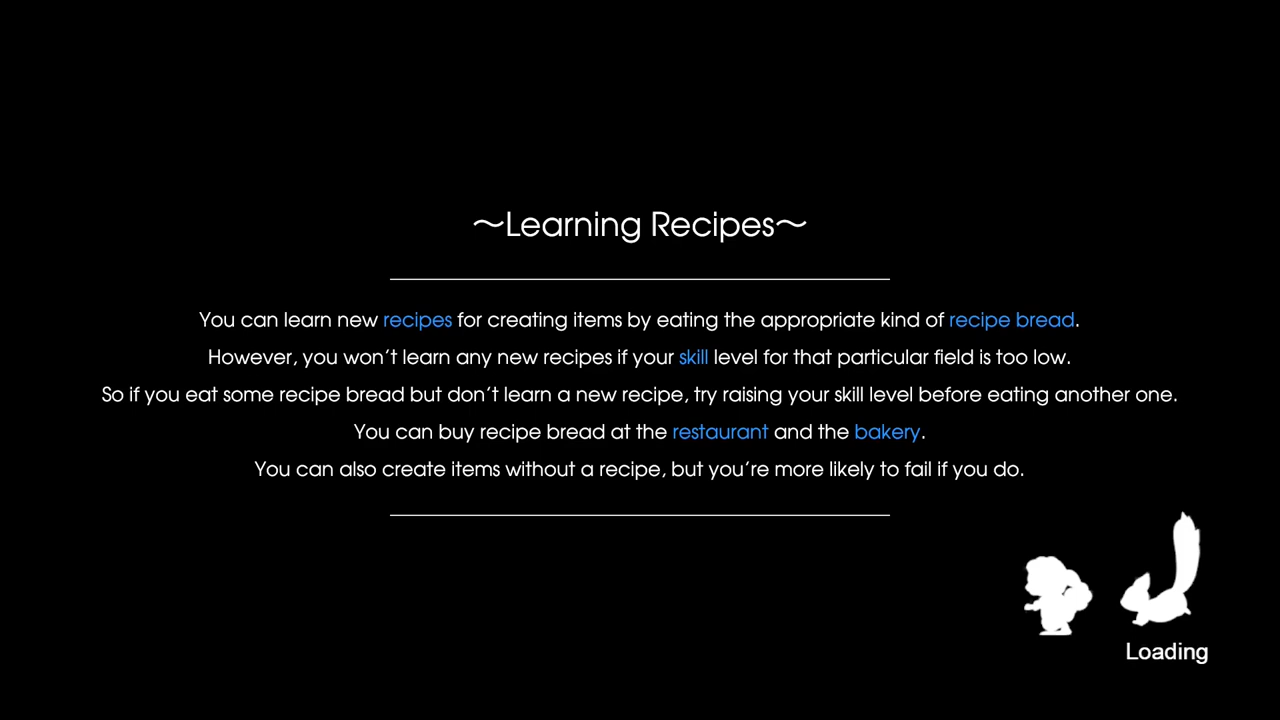 ～Learning Recipes～
You can learn new recipes for creating items by eating the appropriate kind of recipe bread.
However, you won’t learn any new recipes if your skill level for that particular field is too low.
So if you eat some recipe bread but don’t learn a new recipe, try raising your skill level before eating another one.
You can buy recipe bread at the restaurant and the bakery.
You can also create items without a recipe, but you’re more likely to fail if you do.
Loading